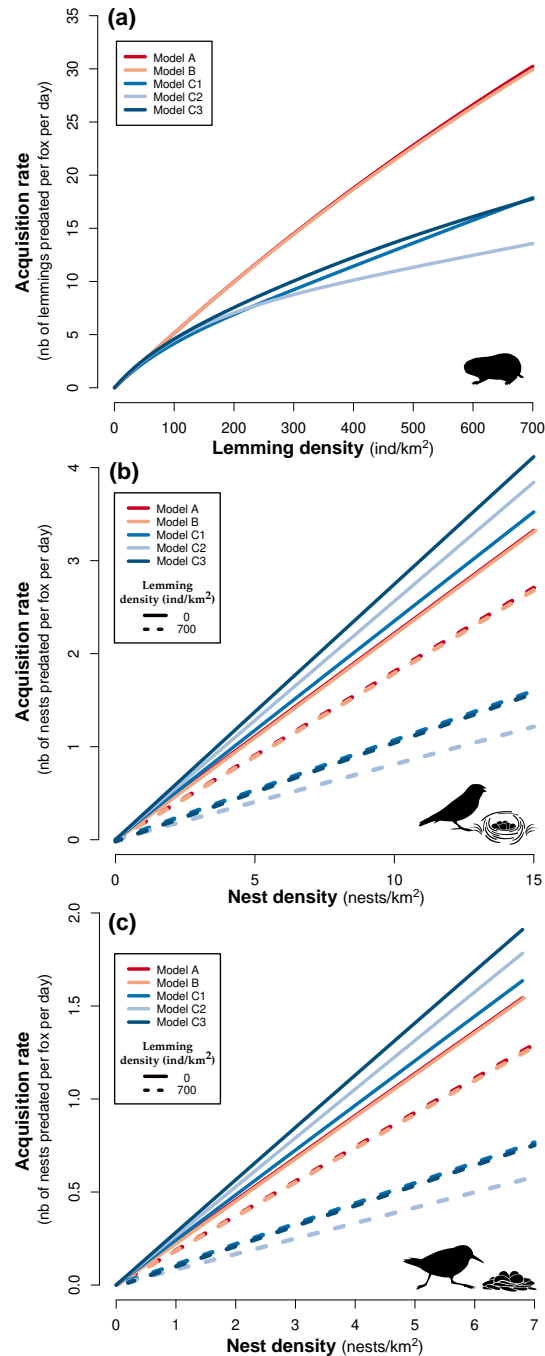 (a)
Acquisition rate
(nb of lemmings predated per fox per day)
35
30
25
20
15
10
5
0
Model A
Model B
Model C1
Model C2
Model C3
0 100 200 300 400 500 600 700
Lemming density (ind/km²)
(b)
Acquisition rate
(nb of nests predated per fox per day)
4
3
2
1
0
Model A
Model B
Model C1
Model C2
Model C3
Lemming
density (ind/km²)
0
700
0 5 10 15
Nest density (nests/km²)
(c)
Acquisition rate
(nb of nests predated per fox per day)
2.0
1.5
1.0
0.5
0.0
Model A
Model B
Model C1
Model C2
Model C3
Lemming
density (ind/km²)
0
700
0 1 2 3 4 5 6 7
Nest density (nests/km²)